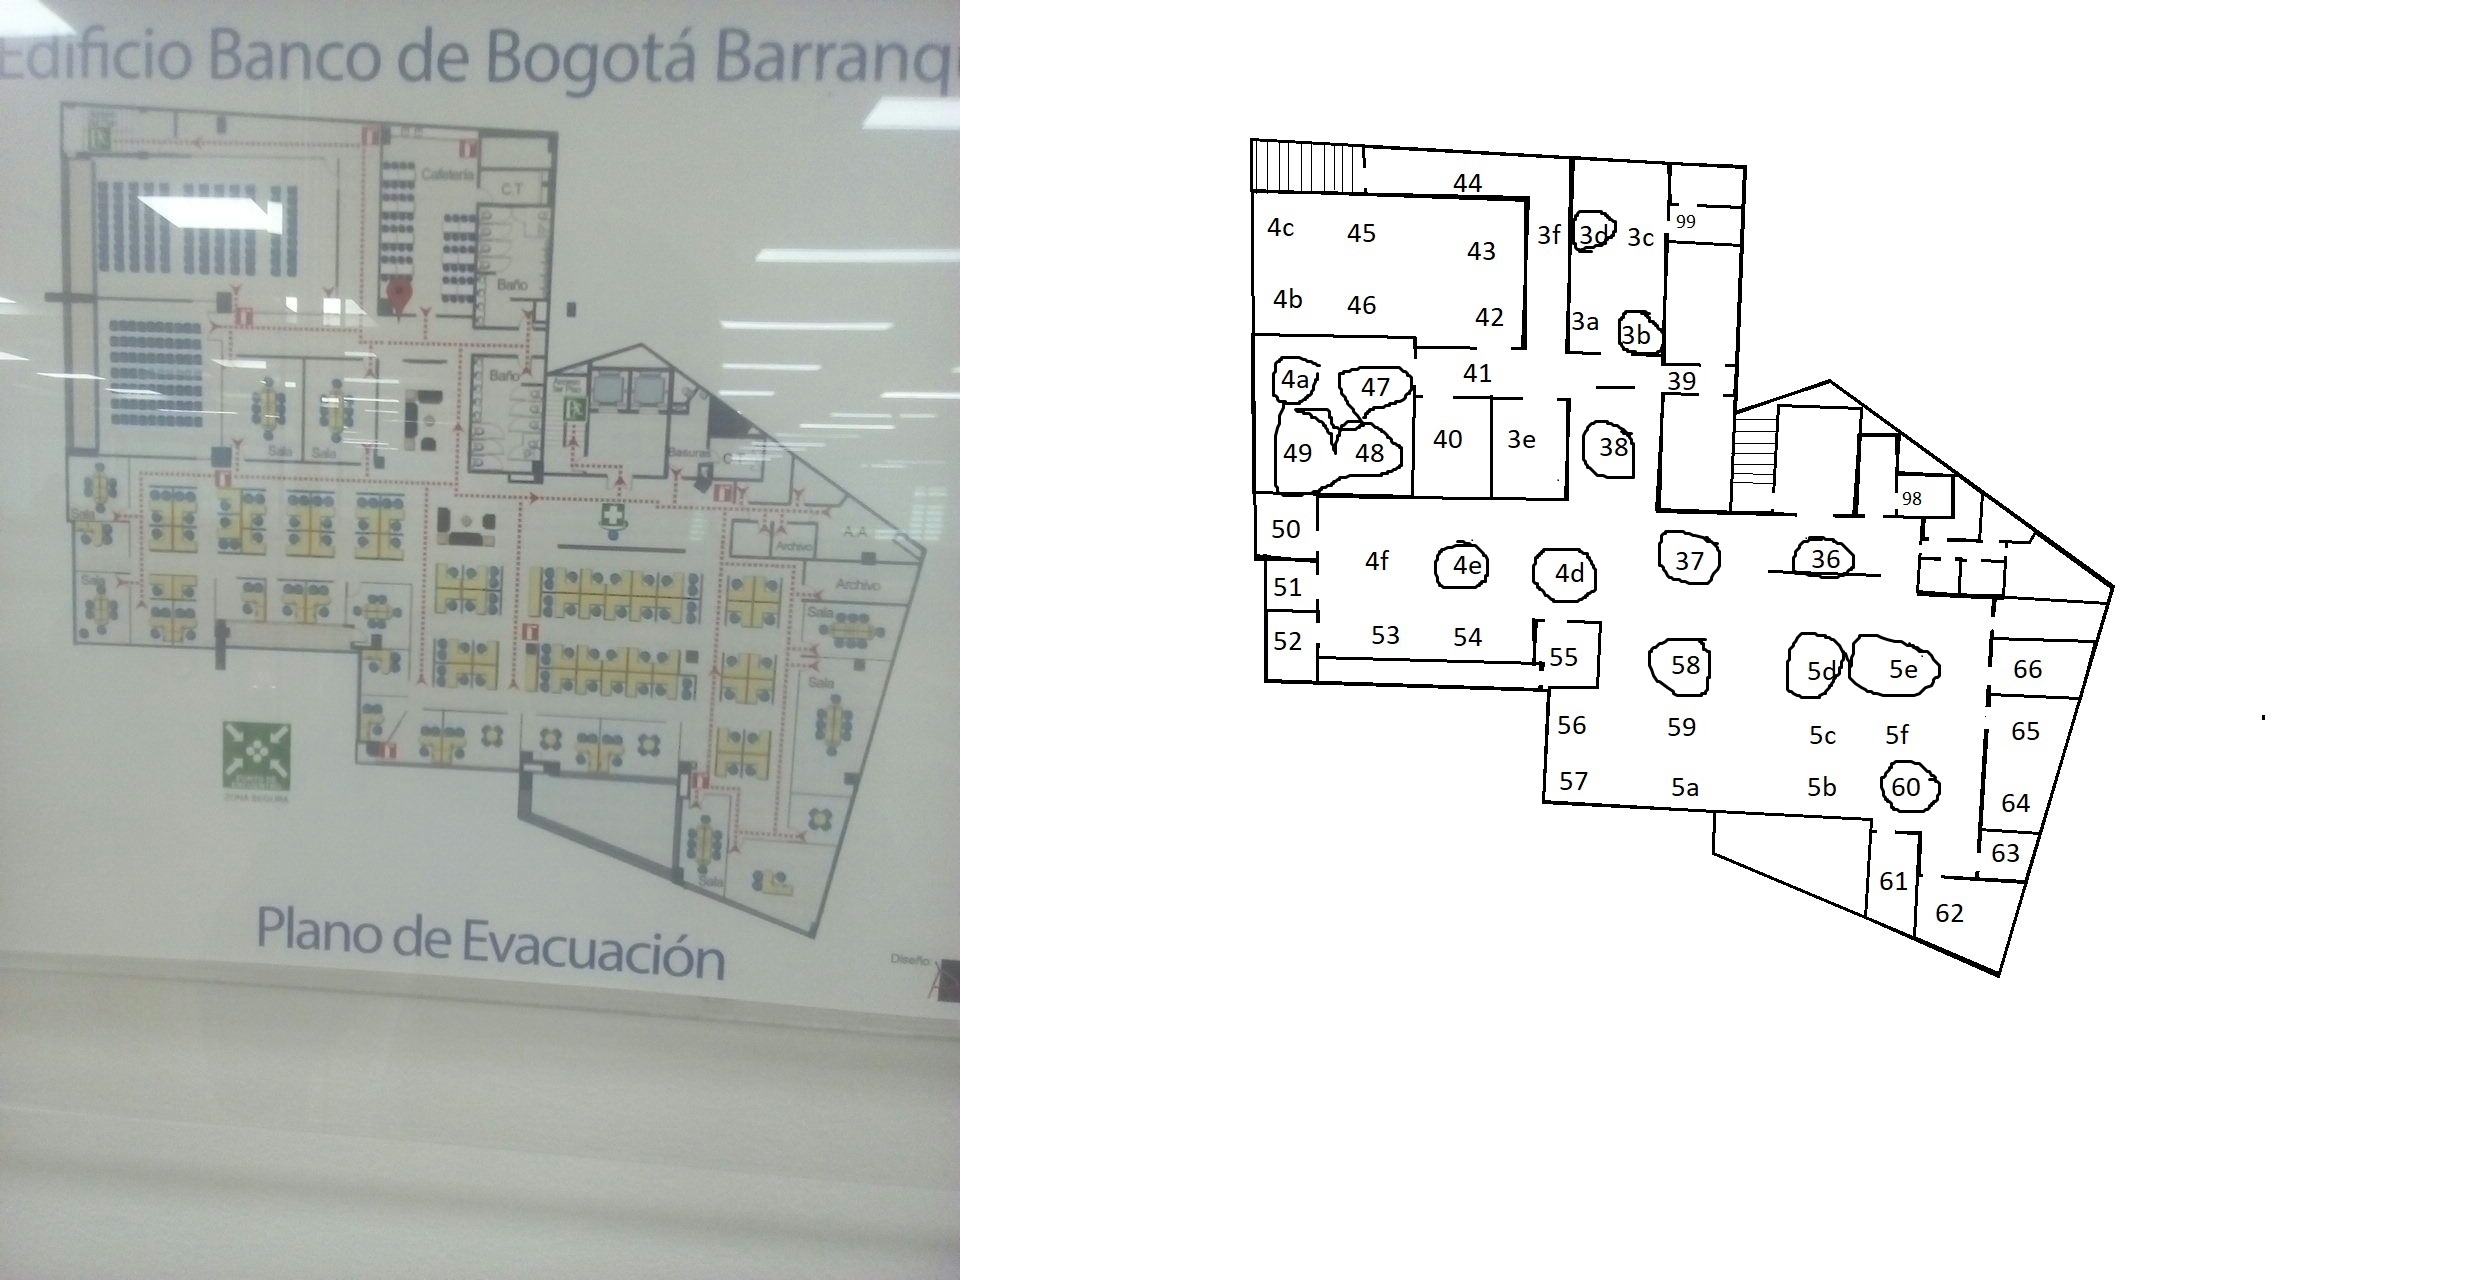 Edificio Banco de Bogotá Barranq
Cafetería
C.T
Baño
Baño
Sala
Sala
Basuras
Sala
Archivo
A.A
Sala
Archivo
Sala
Sala
ZONA SEGURA
Sala
Plano de Evacuación
Diseño:
44
4c 45 43 3f 3d 3c 99
4b 46 42 3a 3b
4a 47 41 39
49 48 40 3e 38
98
50 4f 4e 4d 37 36
51
52 53 54 55 58 5d 5e 66
56 59 5c 5f 65
57 5a 5b 60 64
61 63
62